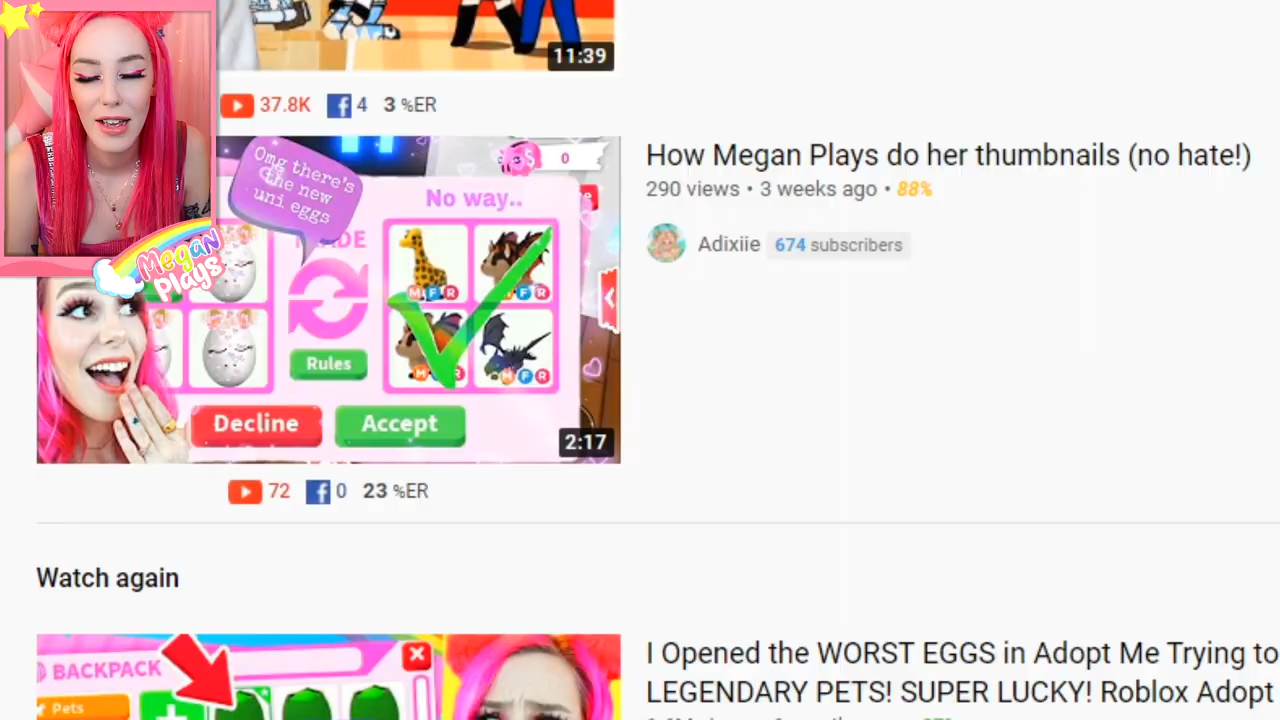 11:39
37.8K 4 3 %ER
Omg there's
the new
uni eggs
0
No way..
M F R
F R
M R
M F R
Rules
Decline
Accept
2:17
Megan
Plays
How Megan Plays do her thumbnails (no hate!)
290 views • 3 weeks ago • 88%
Adixiie 674 subscribers
72 0 23 %ER
Watch again
BACKPACK
Pets
I Opened the WORST EGGS in Adopt Me Trying to
LEGENDARY PETS! SUPER LUCKY! Roblox Adopt